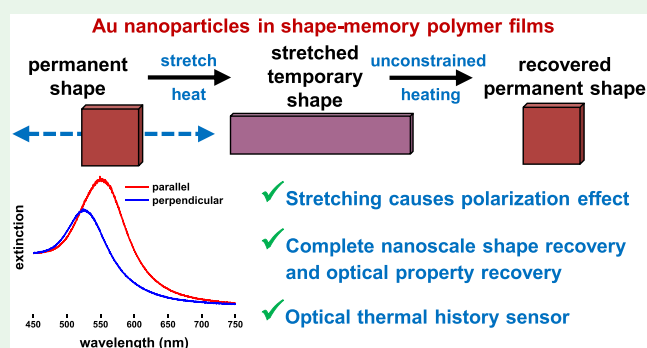 Au nanoparticles in shape-memory polymer films
permanent
shape
stretch
heat
stretched
temporary
shape
unconstrained
heating
recovered
permanent shape
extinction
parallel
perpendicular
450 500 550 600 650 700 750
wavelength (nm)
Stretching causes polarization effect
Complete nanoscale shape recovery
and optical property recovery
Optical thermal history sensor